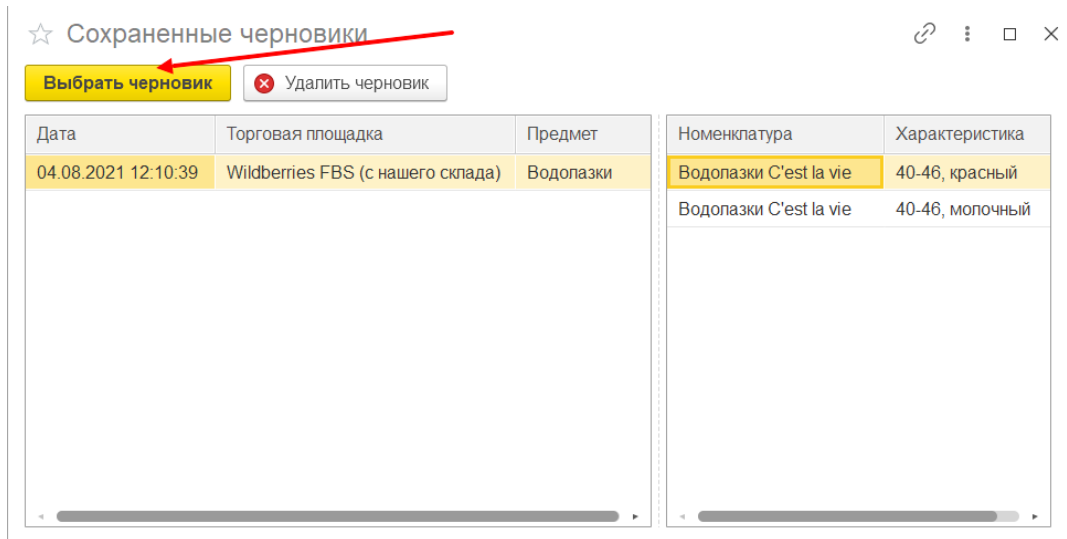 Сохраненные черновики
Выбрать черновик Удалить черновик
Дата Торговая площадка Предмет Номенклатура Характеристика
04.08.2021 12:10:39 Wildberries FBS (с нашего склада) Водолазки Водолазки C'est la vie 40-46, красный
Водолазки C'est la vie 40-46, молочный